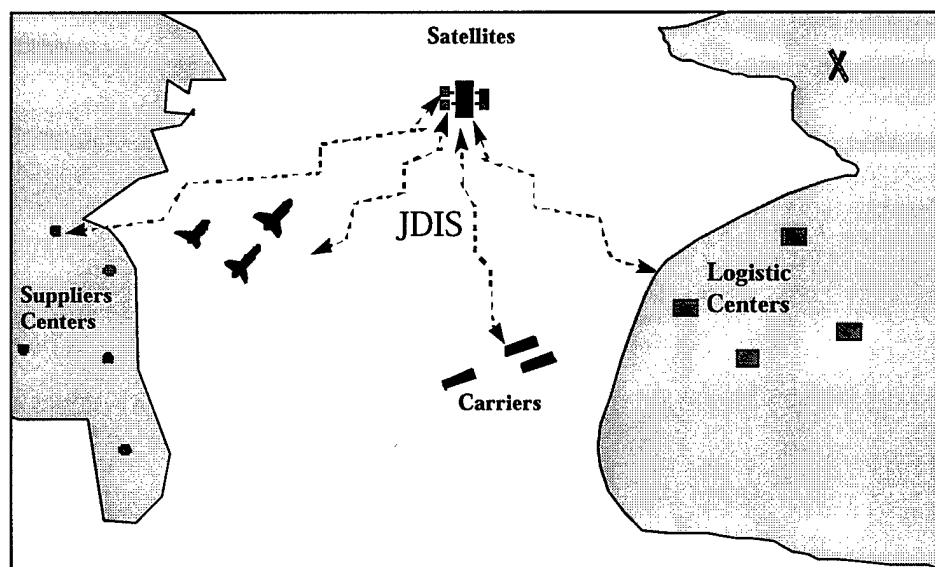 Satellites
JDIS
Suppliers
Centers
Logistic
Centers
Carriers